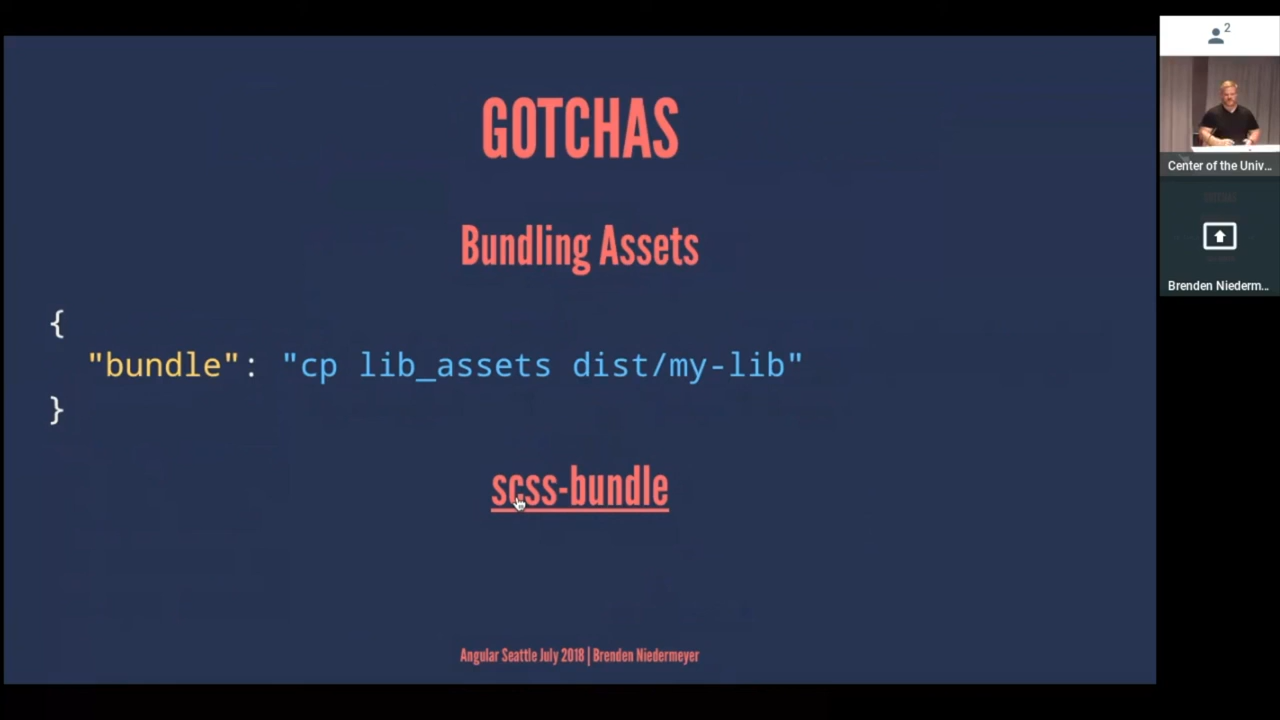 GOTCHAS
Bundling Assets
{
"bundle": "cp lib_assets dist/my-lib"
}
scss-bundle
Angular Seattle July 2018 | Brenden Niedermeyer
2
Center of the Univ...
GOTCHAS
Brenden Niederm...